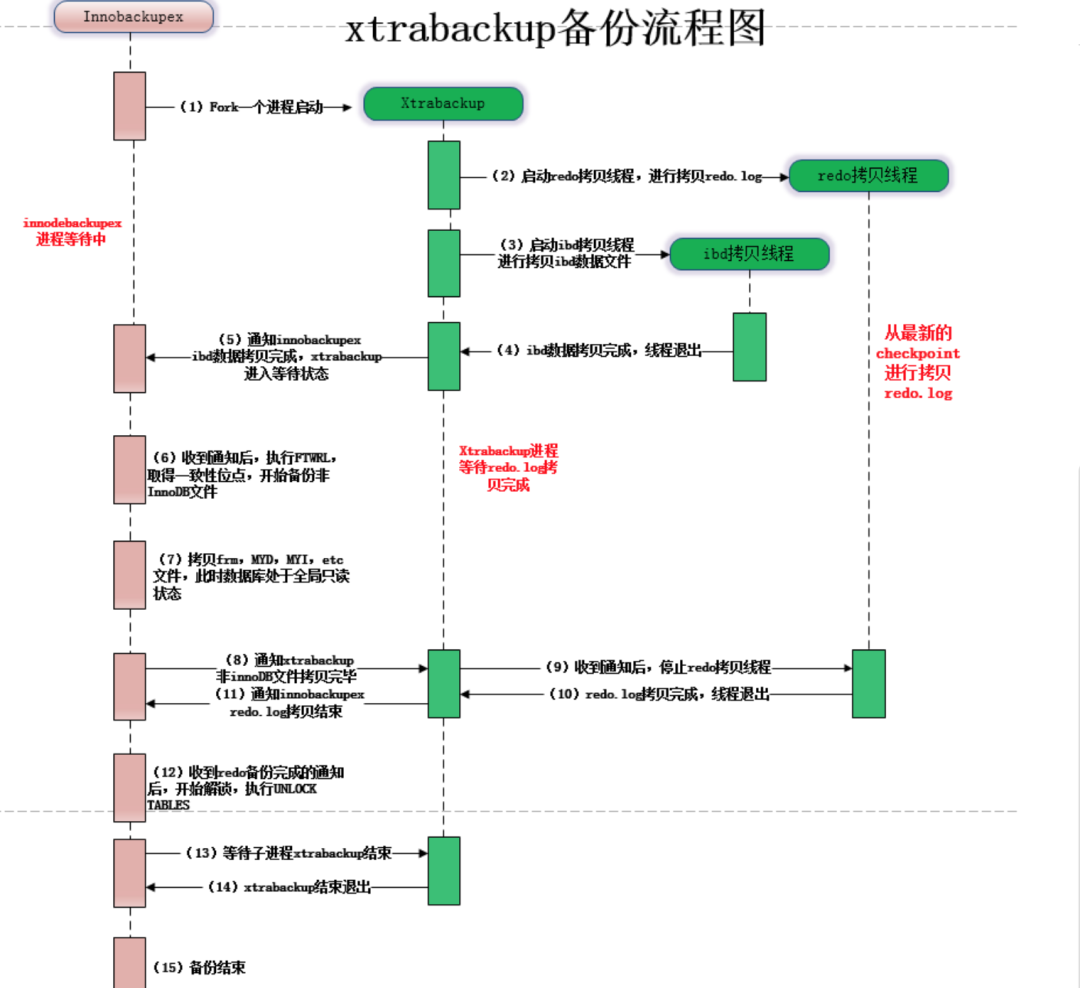 Innobackupex
xtrabackup备份流程图
(1) Fork一个进程启动
Xtrabackup
(2) 启动redo拷贝线程，进行拷贝redo.log
redo拷贝线程
innodebackupex
进程等待中
(3) 启动ibd拷贝线程
进行拷贝ibd数据文件
ibd拷贝线程
从最新的
checkpoint
进行拷贝
redo.log
(4) ibd数据拷贝完成，线程退出
(5) 通知innobackupex
ibd数据拷贝完成，xtrabackup
进入等待状态
Xtrabackup进程
等待redo.log拷
贝完成
(6) 收到通知后，执行FTWRL，
取得一致性位点，开始备份非
InnoDB文件
(7) 拷贝frm，MYD，MYI，etc
文件，此时数据库处于全局只读
状态
(8) 通知xtrabackup
非innoDB文件拷贝完毕
(9) 收到通知后，停止redo拷贝线程
(10) redo.log拷贝完成，线程退出
(11) 通知innobackupex
redo.log拷贝结束
(12) 收到redo备份完成的通知
后，开始解锁，执行UNLOCK
TABLES
(13) 等待子进程xtrabackup结束
(14) xtrabackup结束退出
(15) 备份结束